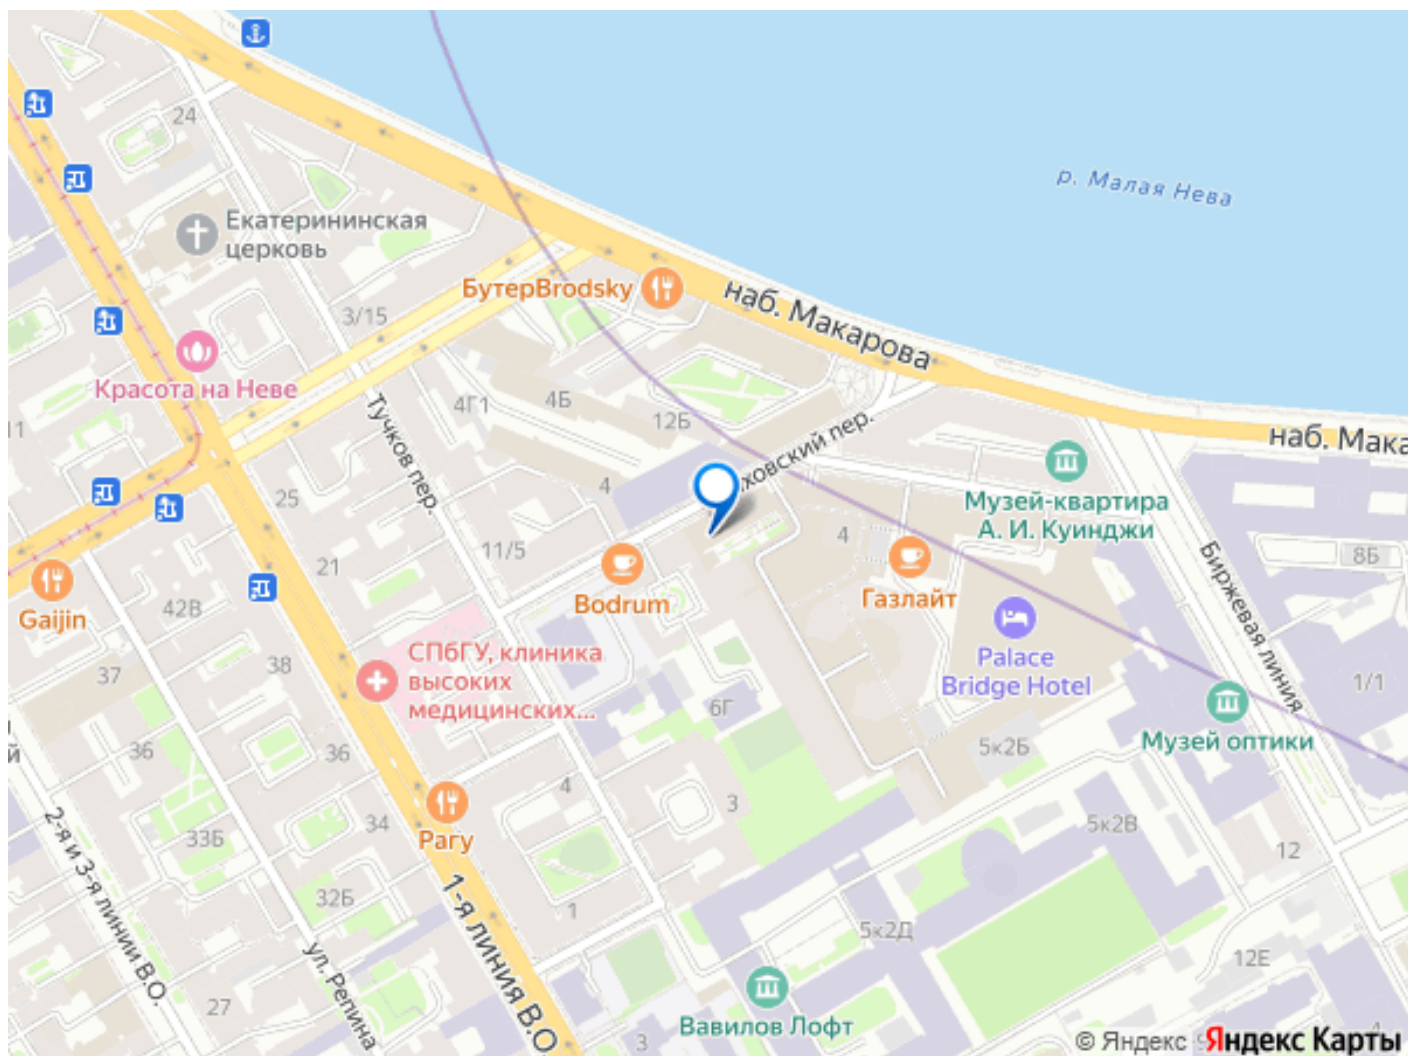 24
р. Малая Нева
Екатерининская
церковь
БутерBrodsky
наб. Макарова
3/15
Красота на Неве
4Г1
4Б
12Б
11
Тучков пер.
ховский пер.
наб. Мака
Музей-квартира
А. И. Куинджи
25
4
11/5
4
8Б
21
Bodrum
Газлайт
Биржевая линия
Gaijin
42В
СПбГУ, клиника
высоких
медицинских...
38
37
Palace
Bridge Hotel
1/1
6Г
Музей оптики
й
36
36
5к2Б
4
3
Рагу
34
33Б
5к2В
12
2-я и 3-я линии В.О.
32Б
1-я линия В.О
1
5к2Д
ул. Репина
12Е
27
Вавилов Лофт
3
© Яндекс
Яндекс Карты